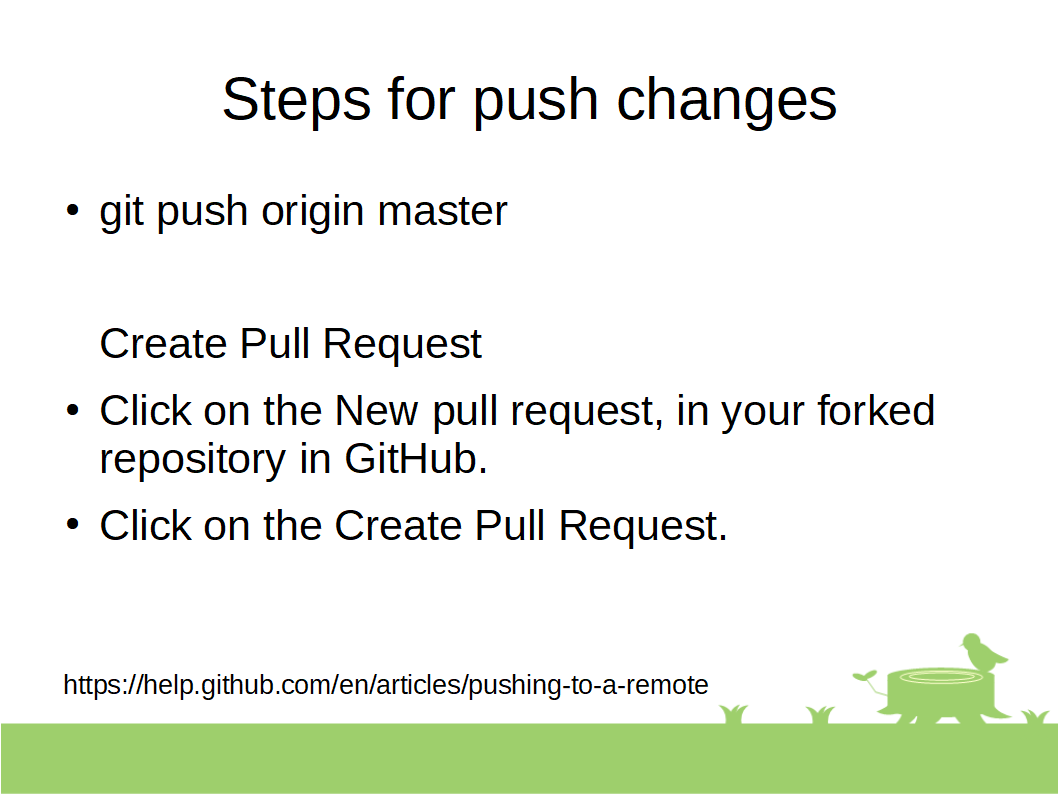 Steps for push changes
• git push origin master
Create Pull Request
• Click on the New pull request, in your forked
repository in GitHub.
• Click on the Create Pull Request.
https://help.github.com/en/articles/pushing-to-a-remote